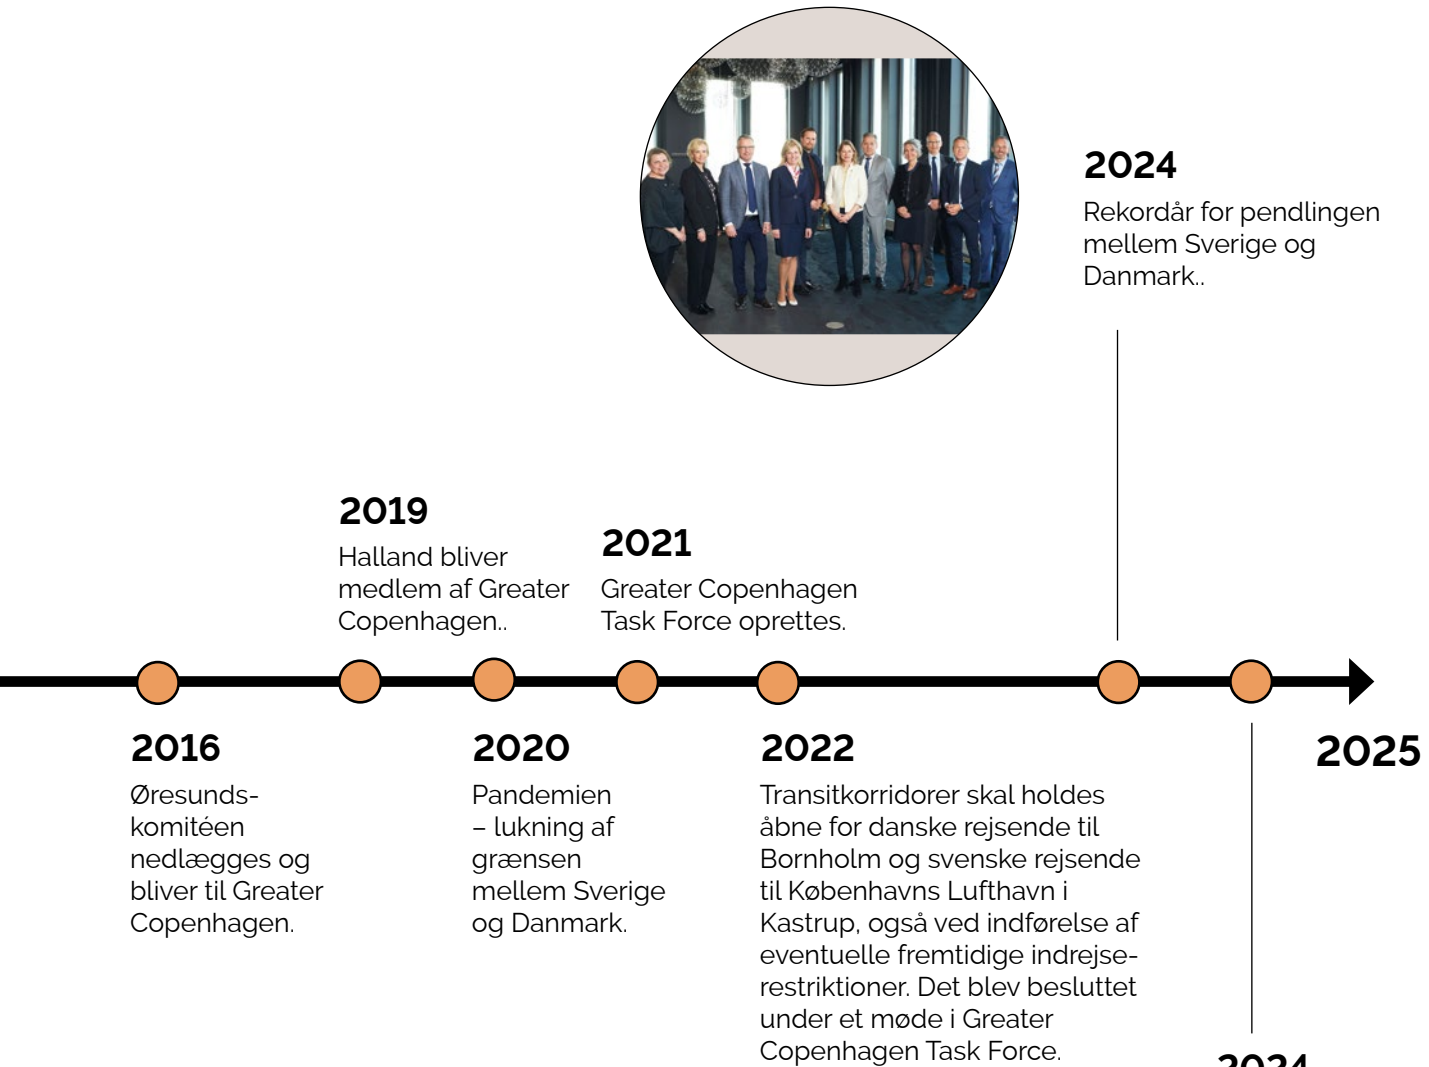 2024
Rekordår for pendlingen
mellem Sverige og
Danmark..
2019
Halland bliver
medlem af Greater
Copenhagen..
2021
Greater Copenhagen
Task Force oprettes.
2016
Øresunds-
komitéen
nedlægges og
bliver til Greater
Copenhagen.
2020
Pandemien
– lukning af
grænsen
mellem Sverige
og Danmark.
2022
Transitkorridorer skal holdes
åbne for danske rejsende til
Bornholm og svenske rejsende
til Københavns Lufthavn i
Kastrup, også ved indførelse af
eventuelle fremtidige indrejse-
restriktioner. Det blev besluttet
under et møde i Greater
Copenhagen Task Force.
2025
2024